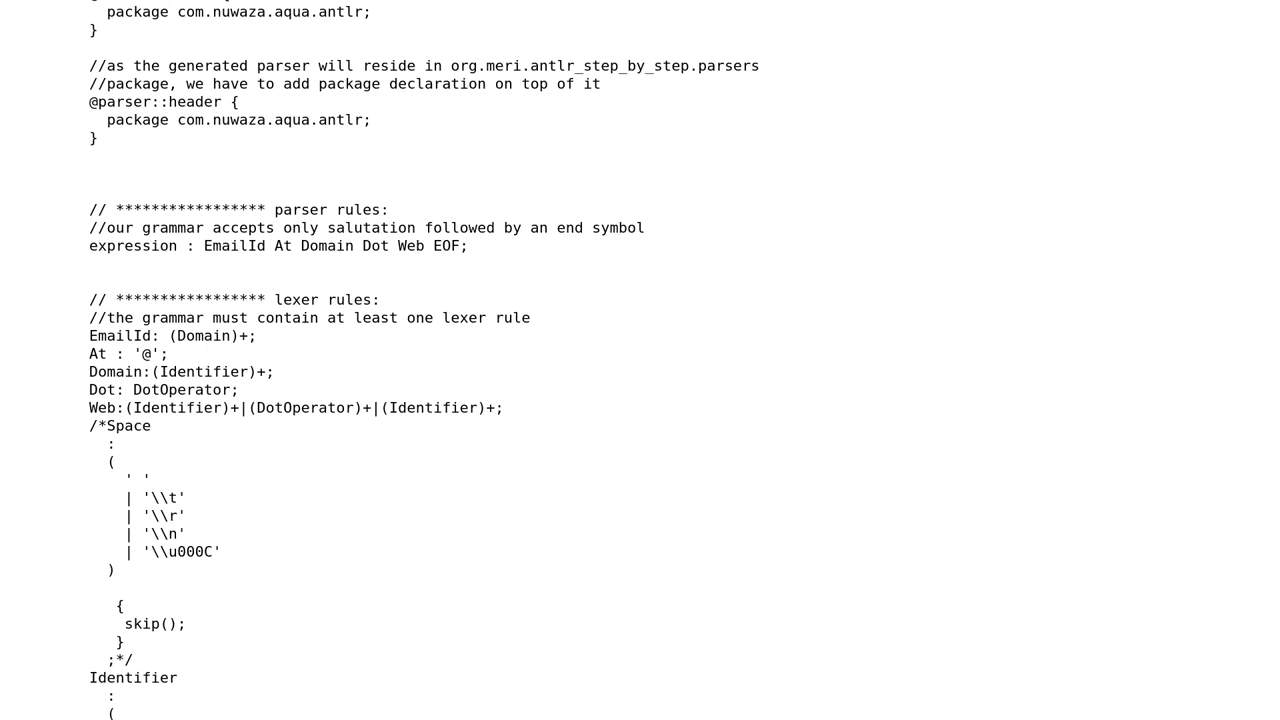 package com.nuwaza.aqua.antlr;
}
//as the generated parser will reside in org.meri.antlr_step_by_step.parsers
//package, we have to add package declaration on top of it
@parser::header {
package com.nuwaza.aqua.antlr;
}
// ***************** parser rules:
//our grammar accepts only salutation followed by an end symbol
expression : EmailId At Domain Dot Web EOF;
// ***************** lexer rules:
//the grammar must contain at least one lexer rule
EmailId: (Domain)+;
At : '@';
Domain:(Identifier)+;
Dot: DotOperator;
Web:(Identifier)+|(DotOperator)+|(Identifier)+;
/*Space
:
(
' '
| '\\t'
| '\\r'
| '\\n'
| '\\u000C'
)
{
skip();
}
;*/
Identifier
:
(